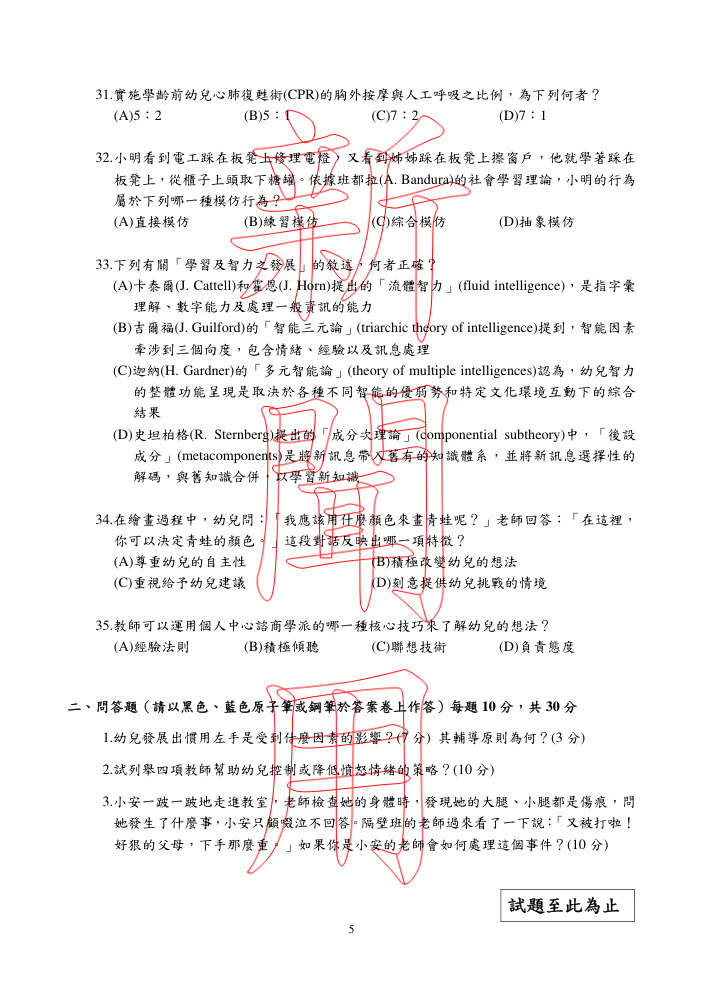 31.實施學齡前幼兒心肺復甦術(CPR)的胸外按摩與人工呼吸之比例，為下列何者？
(A)5：2 (B)5：1 (C)7：2 (D)7：1
32.小明看到電工踩在板凳上修理電燈，又看到姊姊踩在板凳上擦窗戶，他就學著踩在
板凳上，從櫃子上頭取下糖罐。依據班都拉(A. Bandura)的社會學習理論，小明的行為
屬於下列哪一種模仿行為？
(A)直接模仿 (B)練習模仿 (C)綜合模仿 (D)抽象模仿
33.下列有關「學習及智力之發展」的敘述，何者正確？
(A)卡泰爾(J. Cattell)和霍恩(J. Horn)提出的「流體智力」(fluid intelligence)，是指字彙
理解、數字能力及處理一般資訊的能力
(B)吉爾福(J. Guilford)的「智能三元論」(triarchic theory of intelligence)提到，智能因素
牽涉到三個向度，包含情緒、經驗以及訊息處理
(C)迦納(H. Gardner)的「多元智能論」(theory of multiple intelligences)認為，幼兒智力
的整體功能呈現是取決於各種不同智能的優弱勢和特定文化環境互動下的綜合
結果
(D)史坦柏格(R. Sternberg)提出的「成分次理論」(componential subtheory)中，「後設
成分」(metacomponents)是將新訊息帶入舊有的知識體系，並將新訊息選擇性的
解碼，與舊知識合併，以學習新知識
34.在繪畫過程中，幼兒問：「我應該用什麼顏色來畫青蛙呢？」老師回答：「在這裡，
你可以決定青蛙的顏色。」這段對話反映出哪一項特徵？
(A)尊重幼兒的自主性 (B)積極改變幼兒的想法
(C)重視給予幼兒建議 (D)刻意提供幼兒挑戰的情境
35.教師可以運用個人中心諮商學派的哪一種核心技巧來了解幼兒的想法？
(A)經驗法則 (B)積極傾聽 (C)聯想技術 (D)負責態度
二、問答題（請以黑色、藍色原子筆或鋼筆於答案卷上作答）每題 10 分，共 30 分
1.幼兒發展出慣用左手是受到什麼因素的影響？(7 分) 其輔導原則為何？(3 分)
2.試列舉四項教師幫助幼兒控制或降低憤怒情緒的策略？(10 分)
3.小安一跛一跛地走進教室，老師檢查她的身體時，發現她的大腿、小腿都是傷痕，問
她發生了什麼事，小安只顧啜泣不回答。隔壁班的老師過來看了一下說：「又被打啦！
好狠的父母，下手那麼重。」如果你是小安的老師會如何處理這個事件？(10 分)
試題至此為止
5